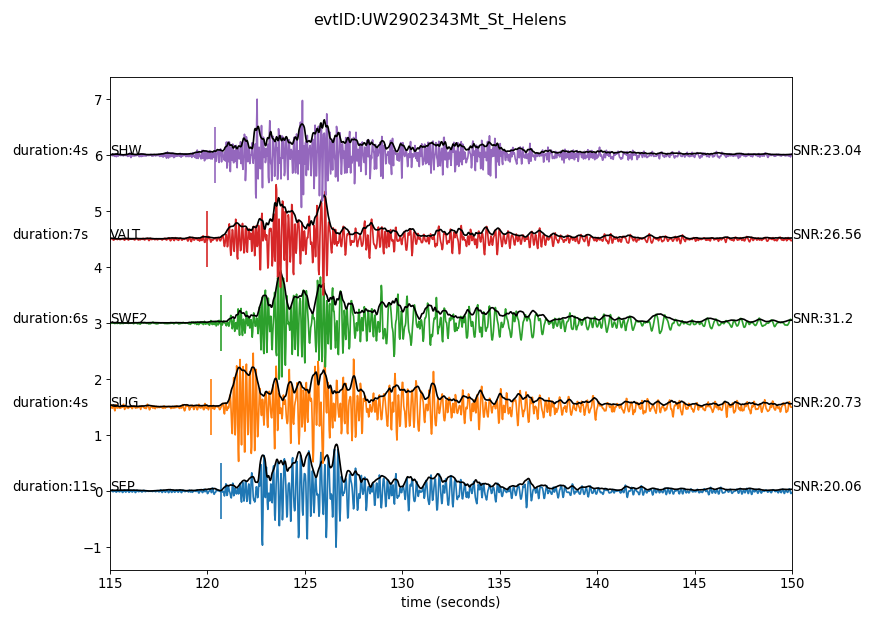 evtID:UW2902343Mt_St_Helens
7
duration:4s SHW SNR:23.04
6
5
duration:7s VALT SNR:26.56
4
duration:6s SWF2 SNR:31.2
3
2
duration:4s SUG SNR:20.73
1
duration:11s SEP SNR:20.06
0
−1
115 120 125 130 135 140 145 150
time (seconds)